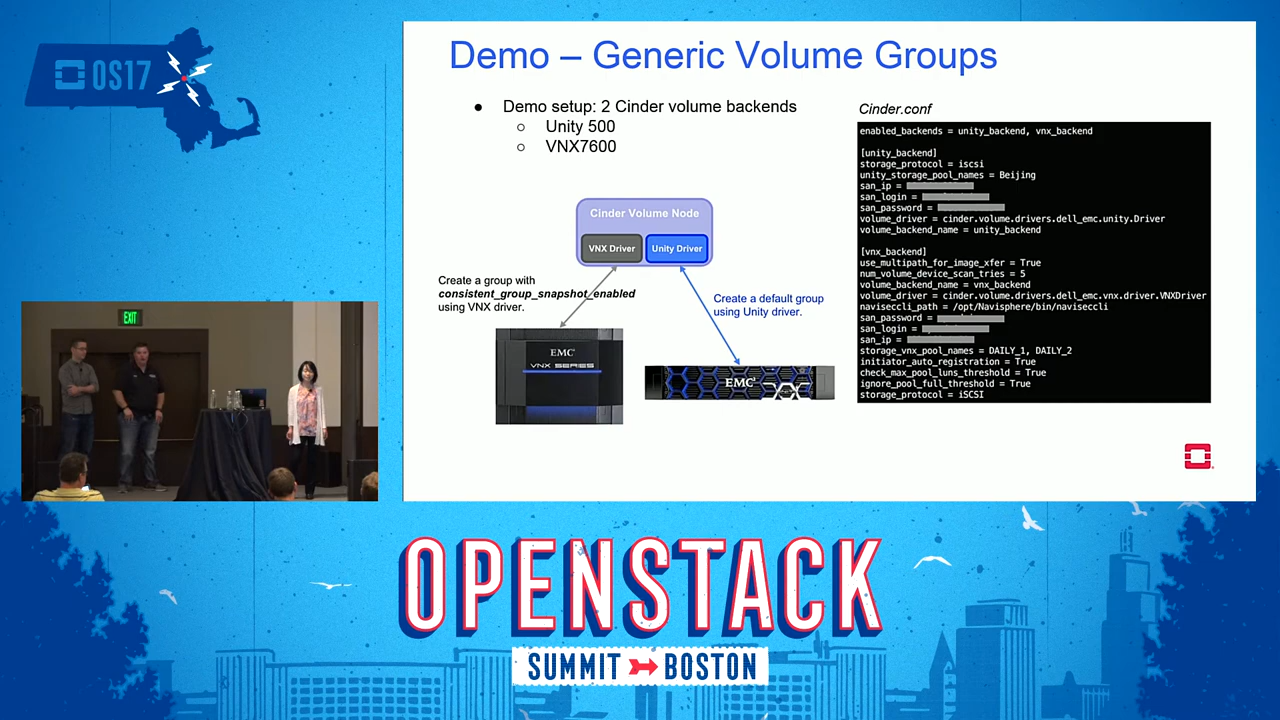 OS17
Demo – Generic Volume Groups
● Demo setup: 2 Cinder volume backends
○ Unity 500
○ VNX7600
Cinder Volume Node
VNX Driver
Unity Driver
Create a group with
consistent_group_snapshot_enabled
using VNX driver.
Create a default group
using Unity driver.
EMC
VNX SERIES
EMC
Cinder.conf
enabled_backends = unity_backend, vnx_backend
[unity_backend]
storage_protocol = iscsi
unity_storage_pool_names = Beijing
san_ip =
san_login =
san_password =
volume_driver = cinder.volume.drivers.dell_emc.unity.Driver
volume_backend_name = unity_backend
[vnx_backend]
use_multipath_for_image_xfer = True
num_volume_device_scan_tries = 5
volume_backend_name = vnx_backend
volume_driver = cinder.volume.drivers.dell_emc.vnx.driver.VNXDriver
naviseccli_path = /opt/Navisphere/bin/naviseccli
san_password =
san_login =
san_ip =
storage_vnx_pool_names = DAILY_1, DAILY_2
initiator_auto_registration = True
check_max_pool_luns_threshold = True
ignore_pool_full_threshold = True
storage_protocol = iSCSI
EXIT
OPENSTACK
SUMMIT BOSTON